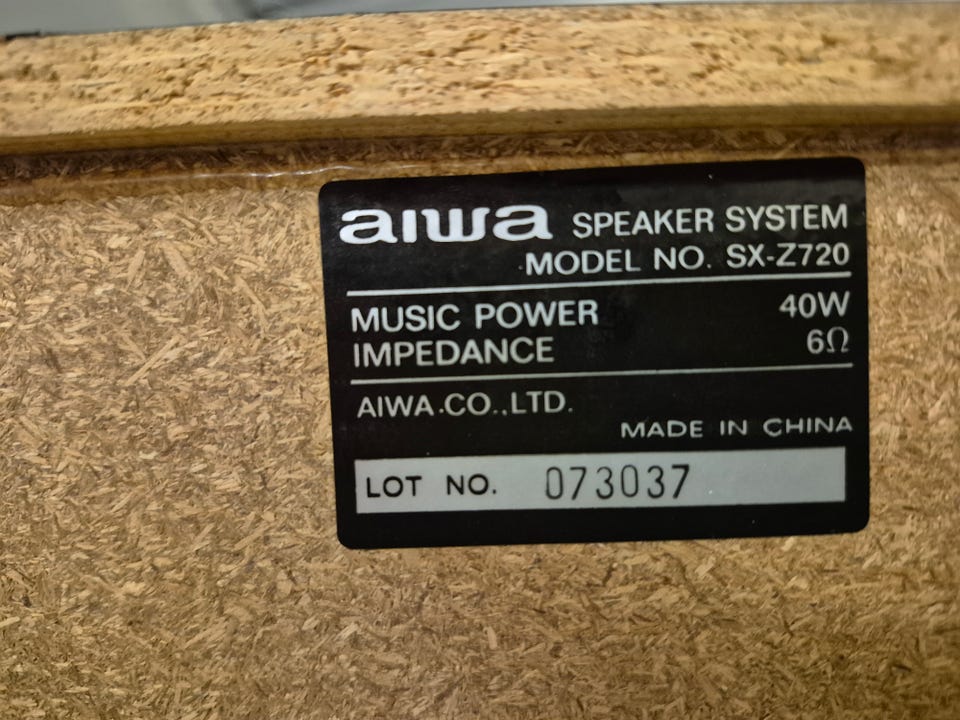 aiwa SPEAKER SYSTEM
MODEL NO. SX-Z720
MUSIC POWER 40W
IMPEDANCE 6Ω
AIWA CO.,LTD.
MADE IN CHINA
LOT NO. 073037